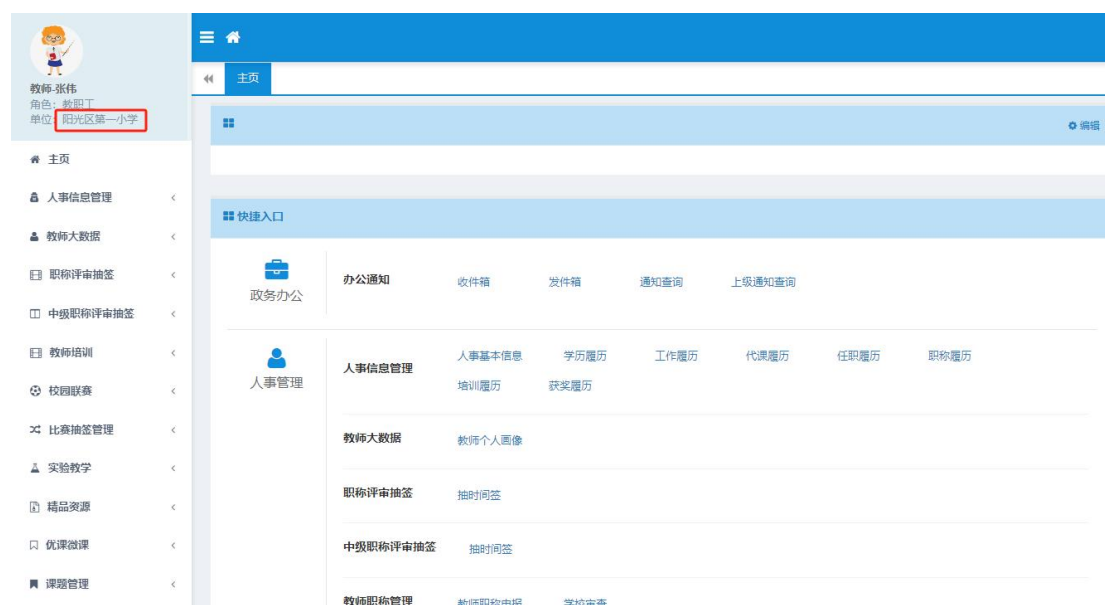 主页
教师-张伟
角色：教职工
单位：阳光区第一小学
编辑
主页
人事信息管理
教师大数据
职称评审抽签
中级职称评审抽签
教师培训
校园联赛
比赛抽签管理
实验教学
精品资源
优课微课
课题管理
快捷入口
政务办公
办公通知 收件箱 发件箱 通知查询 上级通知查询
人事管理
人事信息管理 人事基本信息 学历履历 工作履历 代课履历 任职履历 职称履历
培训履历 获奖履历
教师大数据 教师个人画像
职称评审抽签 抽时间签
中级职称评审抽签 抽时间签
教师职称管理 教师职称申报 学校审查